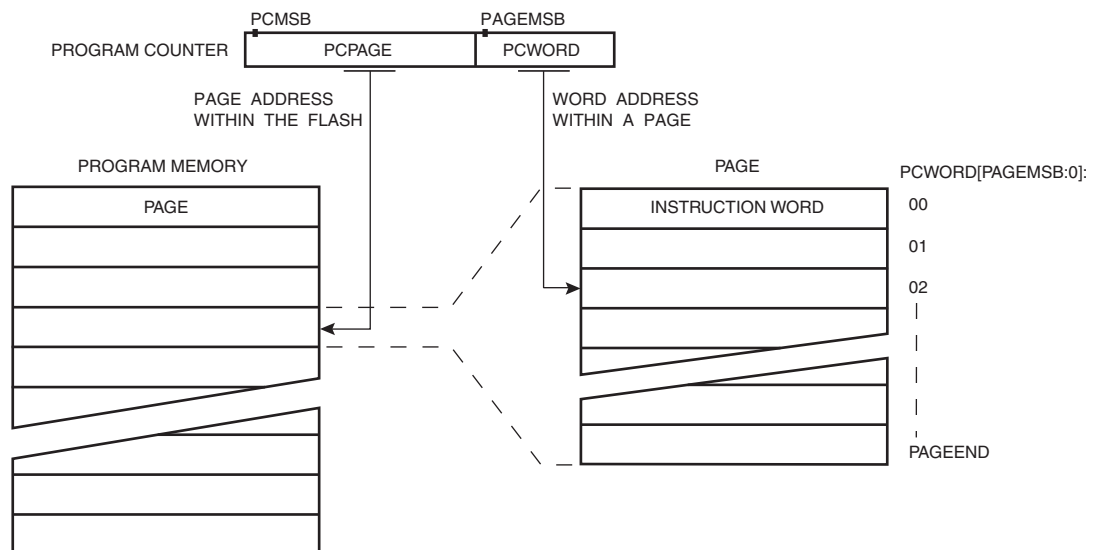 PCMSB PAGEMSB
PROGRAM COUNTER PCPAGE PCWORD
PAGE ADDRESS
WITHIN THE FLASH
WORD ADDRESS
WITHIN A PAGE
PROGRAM MEMORY PAGE PCWORD[PAGEMSB:0]:
PAGE INSTRUCTION WORD 00
01
02
PAGEEND